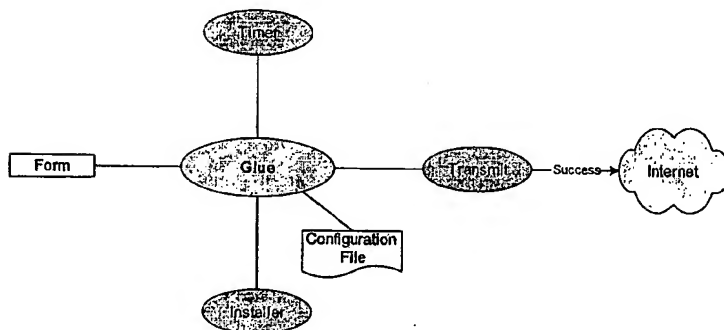 Timer
Form
Glue
Transmit
Success
Internet
Configuration
File
Installer